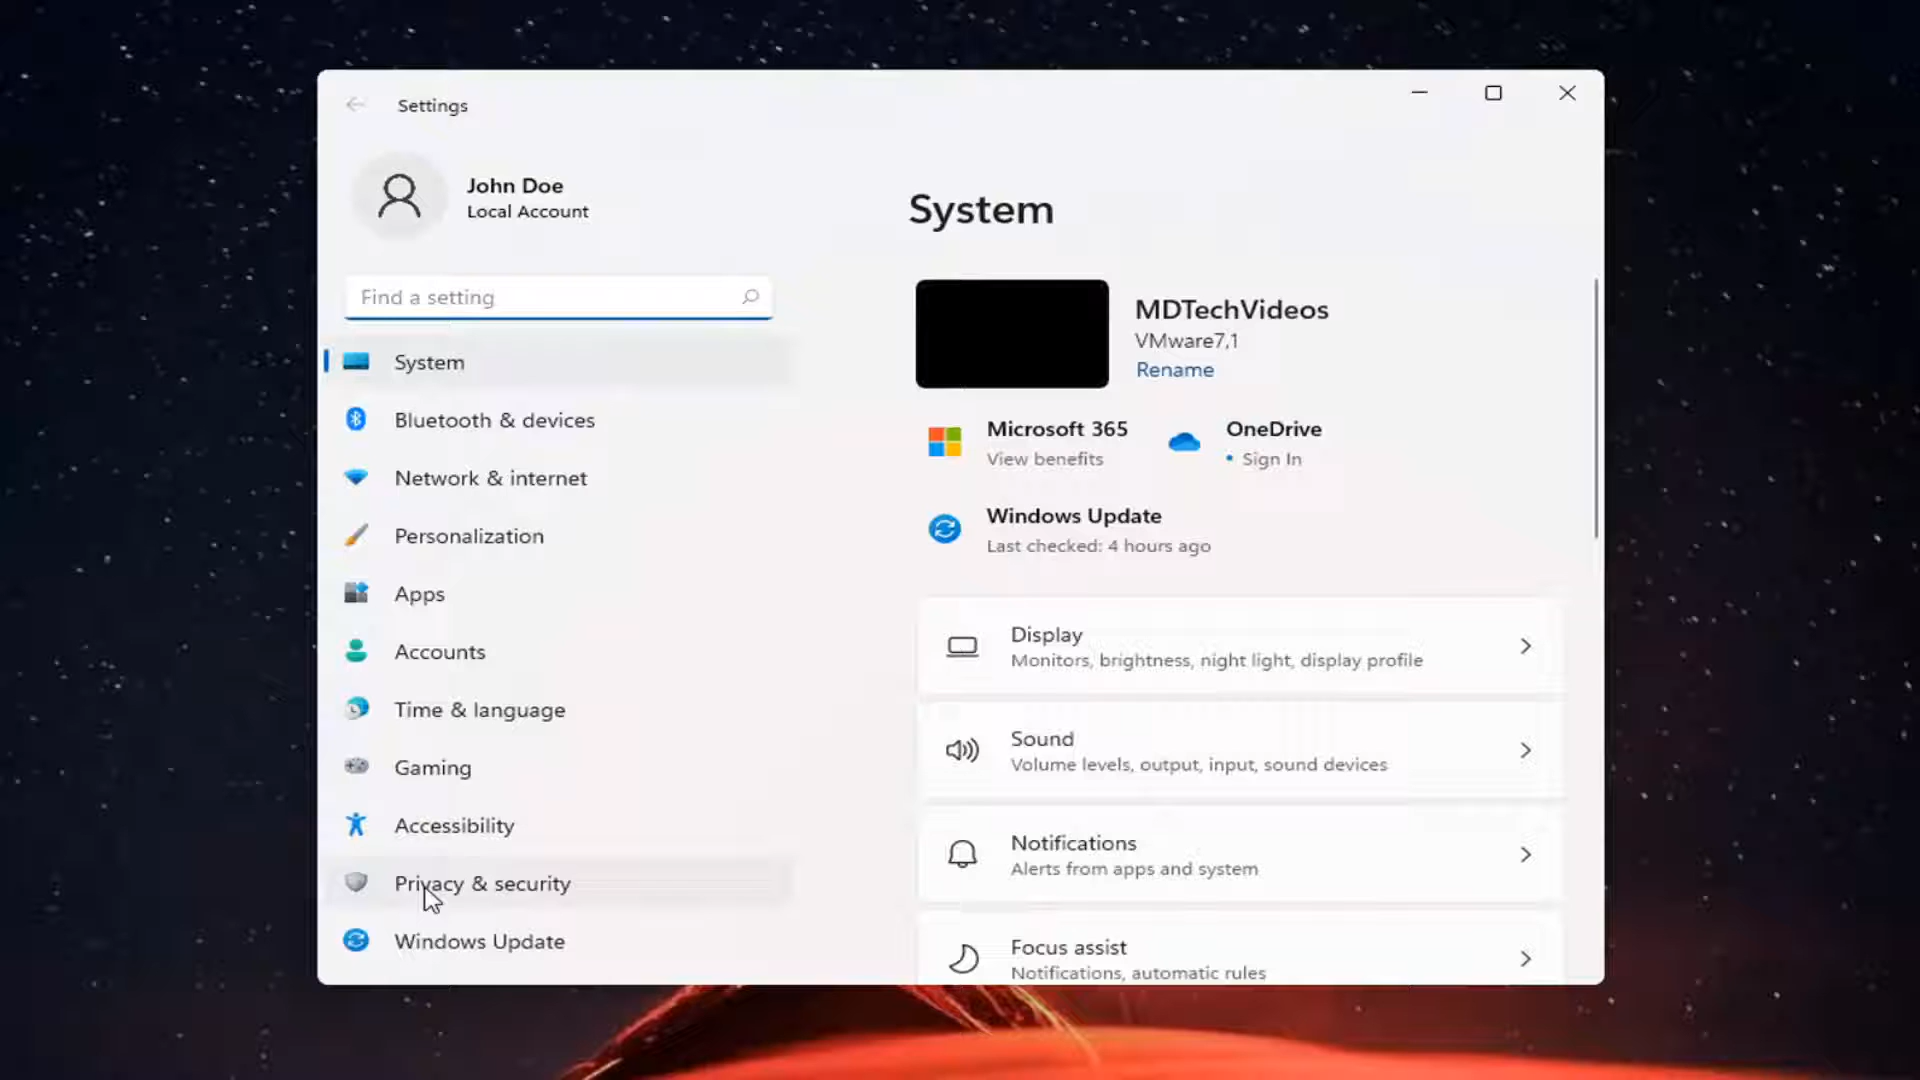 Settings
John Doe
Local Account
Find a setting
System
Bluetooth & devices
Network & internet
Personalization
Apps
Accounts
Time & language
Gaming
Accessibility
Privacy & security
Windows Update
System
MDTechVideos
VMware7,1
Rename
Microsoft 365
View benefits
OneDrive
• Sign In
Windows Update
Last checked: 4 hours ago
Display
Monitors, brightness, night light, display profile
Sound
Volume levels, output, input, sound devices
Notifications
Alerts from apps and system
Focus assist
Notifications, automatic rules